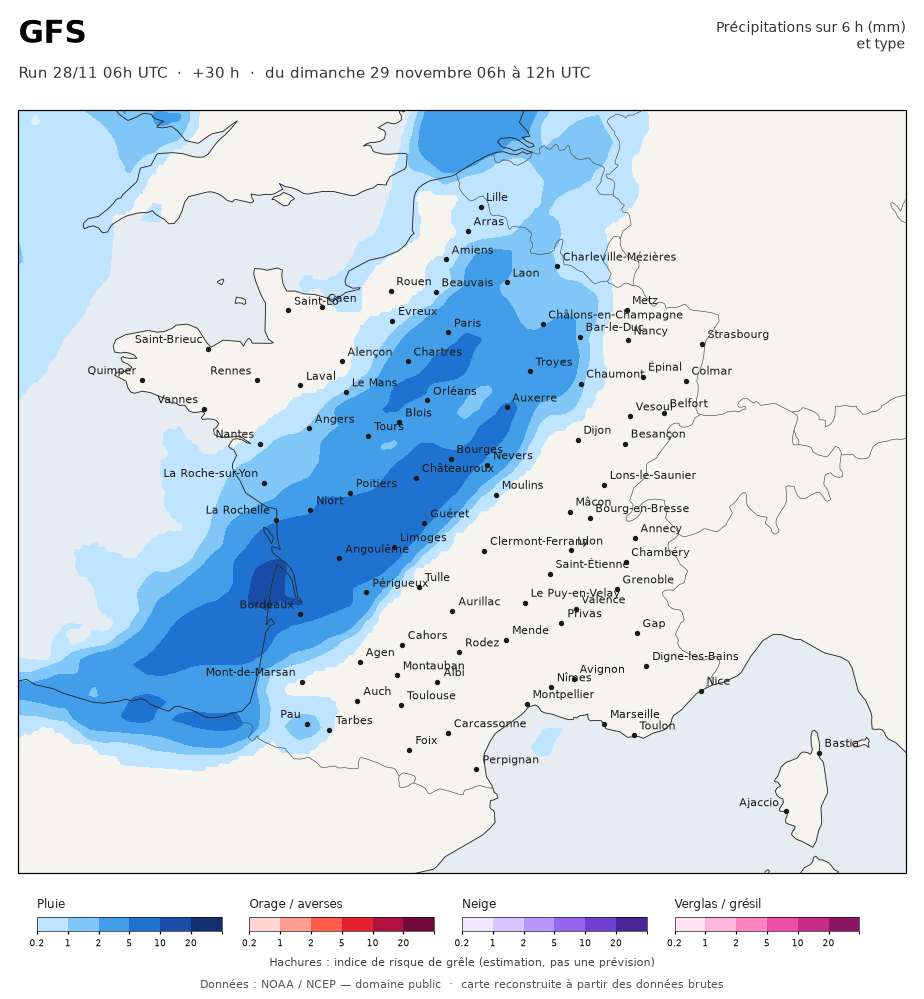 GFS
Précipitations sur 6 h (mm)
et type
Run 28/11 06h UTC · +30 h · du dimanche 29 novembre 06h à 12h UTC
Lille
Arras
Amiens
Charleville-Mézières
Laon
Rouen
Beauvais
Saint-Lô
Caen
Metz
Évreux
Châlons-en-Champagne
Paris
Bar-le-Duc
Nancy
Strasbourg
Saint-Brieuc
Alençon
Chartres
Troyes
Quimper
Rennes
Laval
Le Mans
Chaumont
Épinal
Colmar
Vannes
Orléans
Auxerre
Blois
Vesoul
Belfort
Angers
Tours
Nantes
Dijon
Besançon
Bourges
Nevers
La Roche-sur-Yon
Châteauroux
Lons-le-Saunier
Poitiers
Moulins
Niort
La Rochelle
Guéret
Mâcon
Bourg-en-Bresse
Limoges
Annecy
Angoulême
Clermont-Ferrand
Lyon
Chambéry
Saint-Étienne
Périgueux
Tulle
Grenoble
Bordeaux
Aurillac
Le Puy-en-Velay
Valence
Privas
Cahors
Rodez
Mende
Gap
Agen
Mont-de-Marsan
Montauban
Albi
Nîmes
Avignon
Digne-les-Bains
Auch
Toulouse
Montpellier
Nice
Pau
Tarbes
Carcassonne
Marseille
Toulon
Foix
Perpignan
Bastia
Ajaccio
Pluie
Orage / averses
Neige
Verglas / grésil
0.2 1 2 5 10 20
0.2 1 2 5 10 20
0.2 1 2 5 10 20
0.2 1 2 5 10 20
Hachures : indice de risque de grêle (estimation, pas une prévision)
Données : NOAA / NCEP — domaine public · carte reconstruite à partir des données brutes